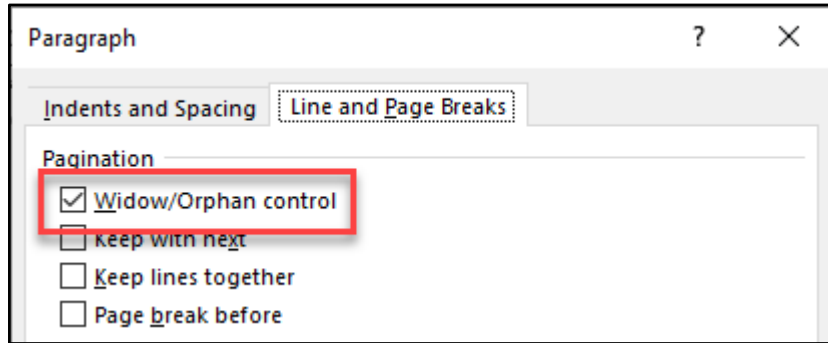 Paragraph ? ×
Indents and Spacing Line and Page Breaks
Pagination
Widow/Orphan control
Keep with next
Keep lines together
Page break before